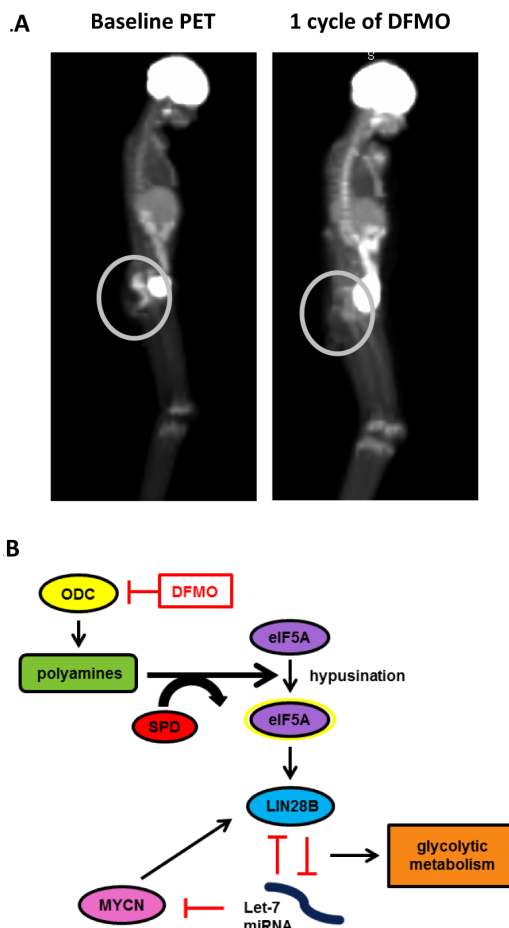 .A
Baseline PET
1 cycle of DFMO
S
.B
ODC
DFMO
eIF5A
polyamines
hypusination
SPD
eIF5A
LIN28B
glycolytic
metabolism
MYCN
Let-7
miRNA